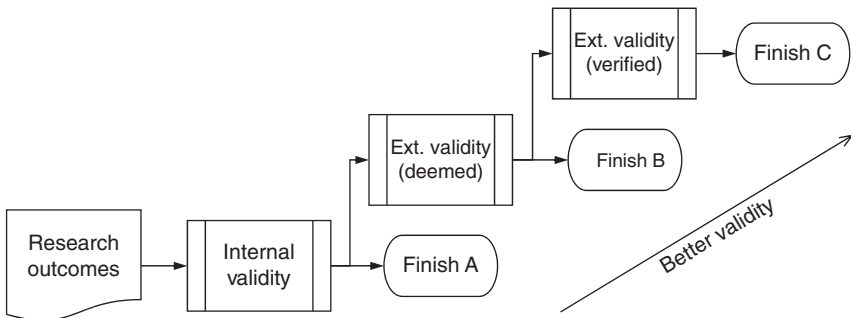 Ext. validity
(verified)
Finish C
Ext. validity
(deemed)
Finish B
Research
outcomes
Internal
validity
Finish A
Better validity